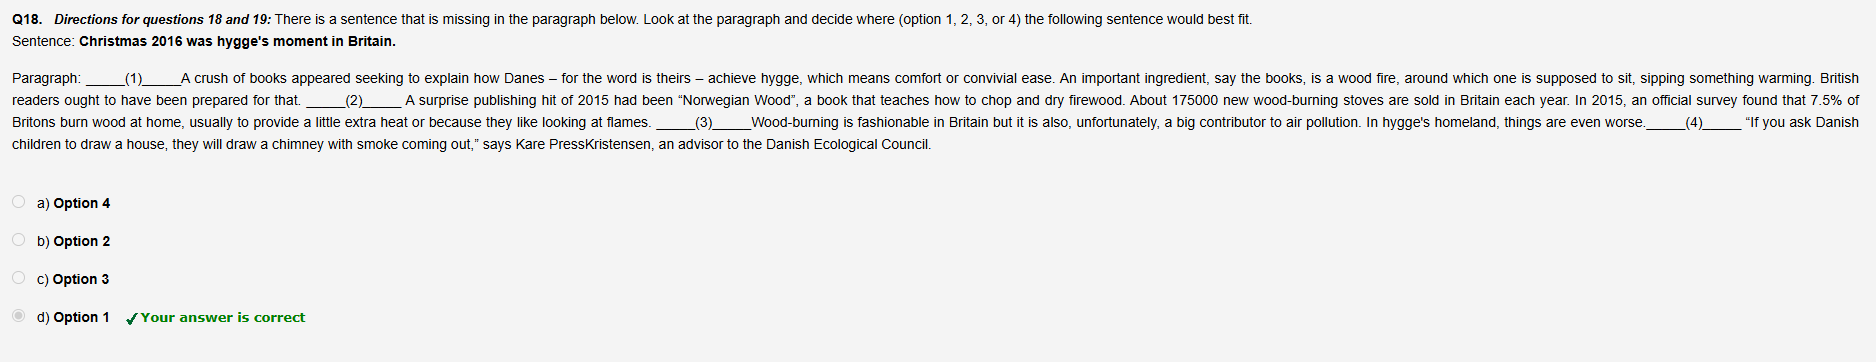 Q18. Directions for questions 18 and 19: There is a sentence that is missing in the paragraph below. Look at the paragraph and decide where (option 1, 2, 3, or 4) the following sentence would best fit.
Sentence: Christmas 2016 was hygge's moment in Britain.
Paragraph: _____(1)_____A crush of books appeared seeking to explain how Danes – for the word is theirs – achieve hygge, which means comfort or convivial ease. An important ingredient, say the books, is a wood fire, around which one is supposed to sit, sipping something warming. British
readers ought to have been prepared for that. _____(2)_____ A surprise publishing hit of 2015 had been “Norwegian Wood”, a book that teaches how to chop and dry firewood. About 175000 new wood-burning stoves are sold in Britain each year. In 2015, an official survey found that 7.5% of
Britons burn wood at home, usually to provide a little extra heat or because they like looking at flames. _____(3)_____Wood-burning is fashionable in Britain but it is also, unfortunately, a big contributor to air pollution. In hygge's homeland, things are even worse._____(4)_____ “If you ask Danish
children to draw a house, they will draw a chimney with smoke coming out,” says Kare PressKristensen, an advisor to the Danish Ecological Council.
a) Option 4
b) Option 2
c) Option 3
d) Option 1 ✓Your answer is correct